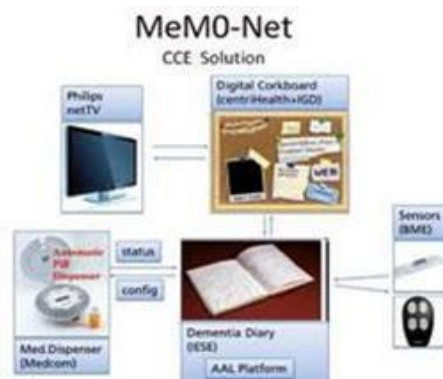 MeM0-Net
CCE Solution
Philips
netTV
Digital Corkboard
(centriHealth+IGD)
WEB
Sensors
(BME)
Automatic
Pill
Dispenser
status
config
Med.Dispenser
(Medcom)
Dementia Diary
(IESE)
AAL Platform